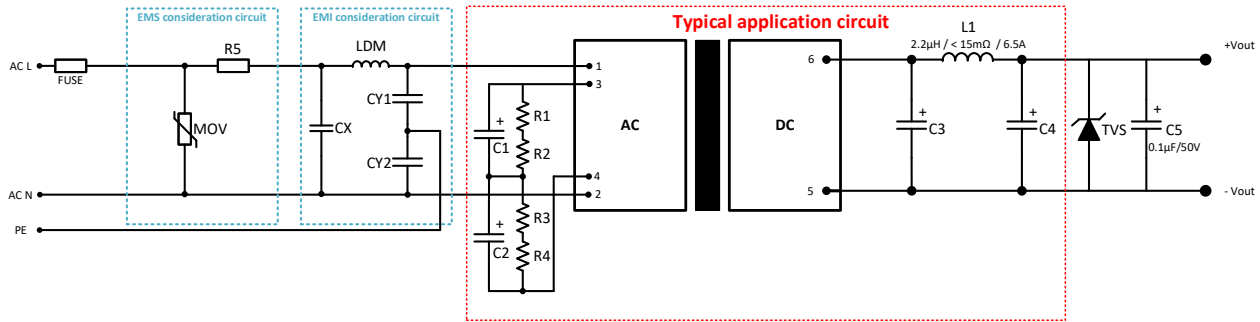 EMS consideration circuit
EMI consideration circuit
Typical application circuit
L1
2.2µH / < 15mΩ / 6.5A
R5
LDM
AC L
FUSE
1
6
+Vout
3
CY1
R1
MOV
CX
+
C1
AC
DC
+
C3
+
C4
TVS
+
C5
0.1µF/50V
R2
CY2
4
AC N
2
5
- Vout
R3
PE
+
C2
R4